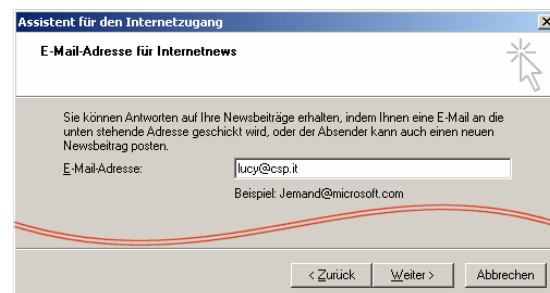 Assistent für den Internetzugang
E-Mail-Adresse für Internetnews
Sie können Antworten auf Ihre Newsbeiträge erhalten, indem Ihnen eine E-Mail an die
unten stehende Adresse geschickt wird, oder der Absender kann auch einen neuen
Newsbeitrag posten.
E-Mail-Adresse: lucy@csp.it
Beispiel: Jemand@microsoft.com
< Zurück Weiter > Abbrechen